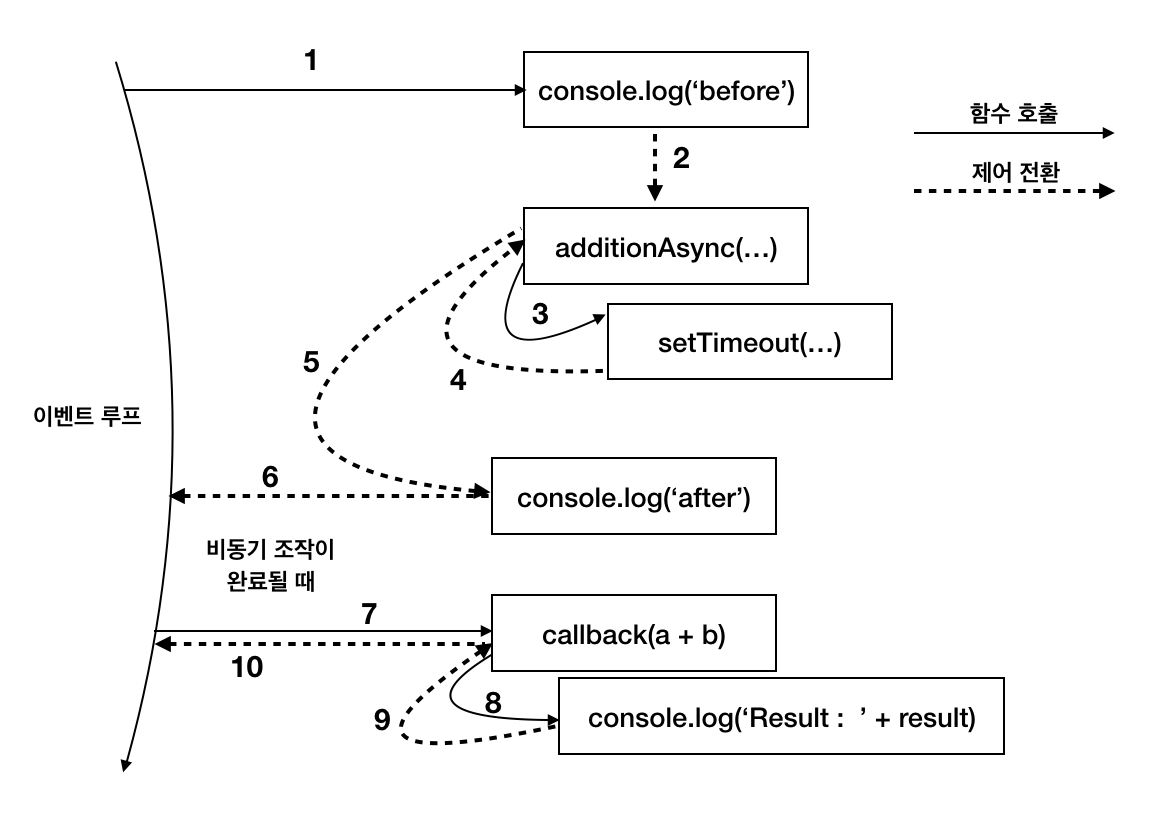 1
console.log(‘before’)
함수 호출
2
제어 전환
additionAsync(…)
3
setTimeout(…)
5
4
이벤트 루프
6
console.log(‘after’)
비동기 조작이
완료될 때
7
callback(a + b)
10
8
9
console.log(‘Result : ’ + result)